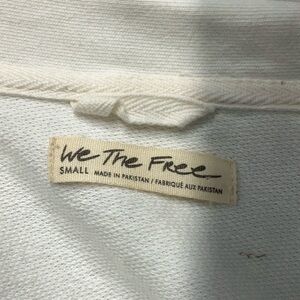 We The Free
SMALL MADE IN PAKISTAN / FABRIQUÉ AUX PAKISTAN